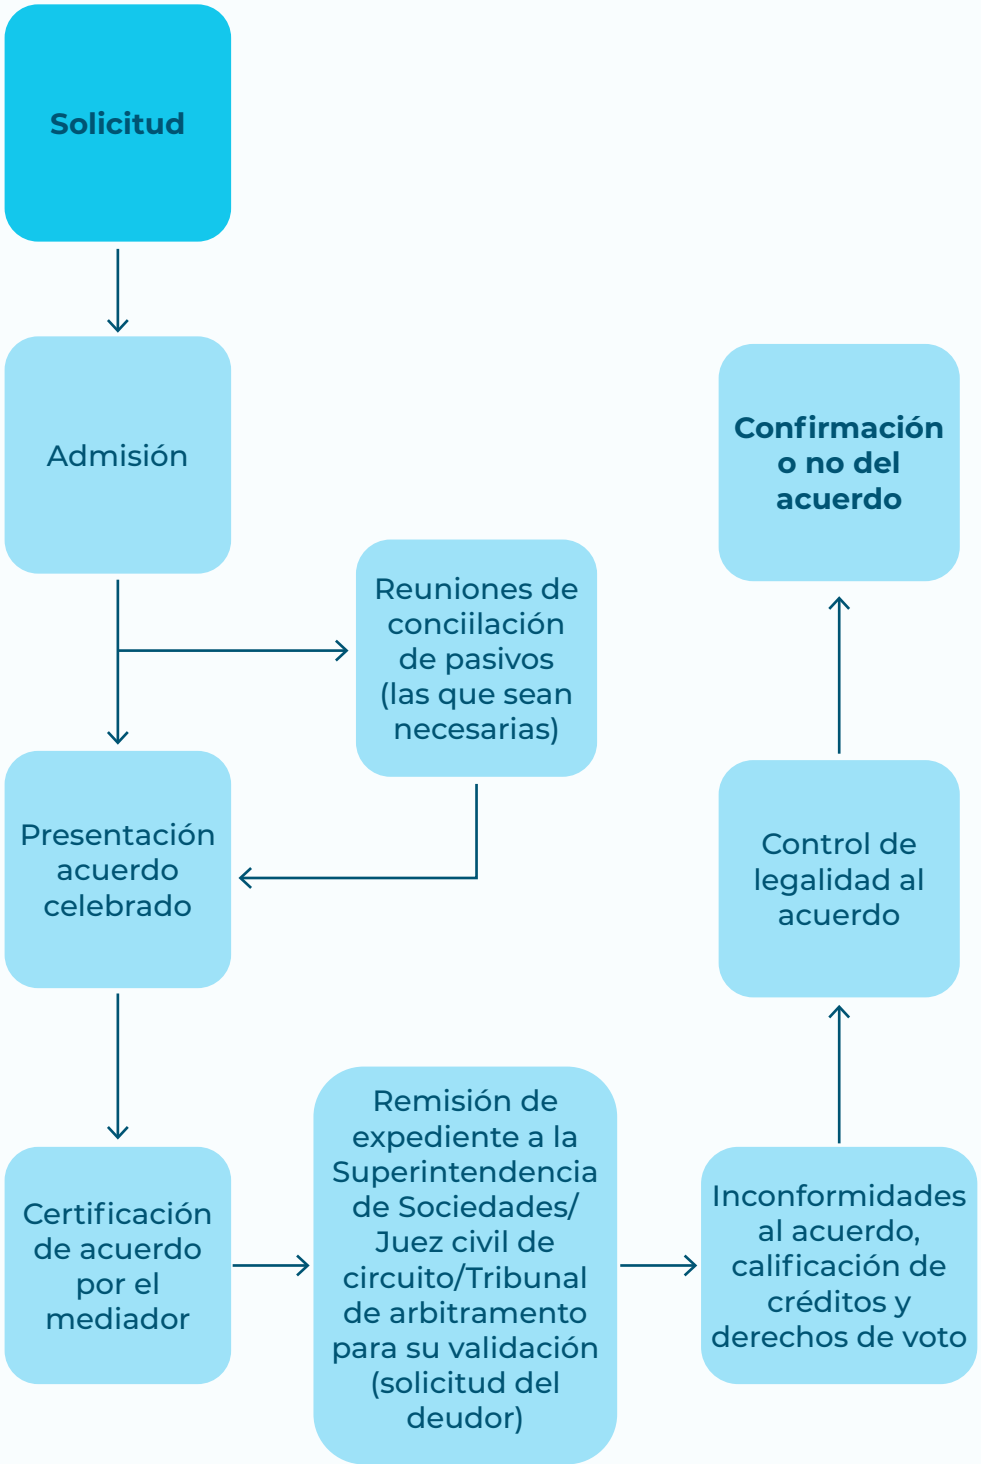 Solicitud
Admisión
Reuniones de
conciilación
de pasivos
(las que sean
necesarias)
Presentación
acuerdo
celebrado
Certificación
de acuerdo
por el
mediador
Remisión de
expediente a la
Superintendencia
de Sociedades/
Juez civil de
circuito/Tribunal
de arbitramento
para su validación
(solicitud del
deudor)
Inconformidades
al acuerdo,
calificación de
créditos y
derechos de voto
Control de
legalidad al
acuerdo
Confirmación
o no del
acuerdo